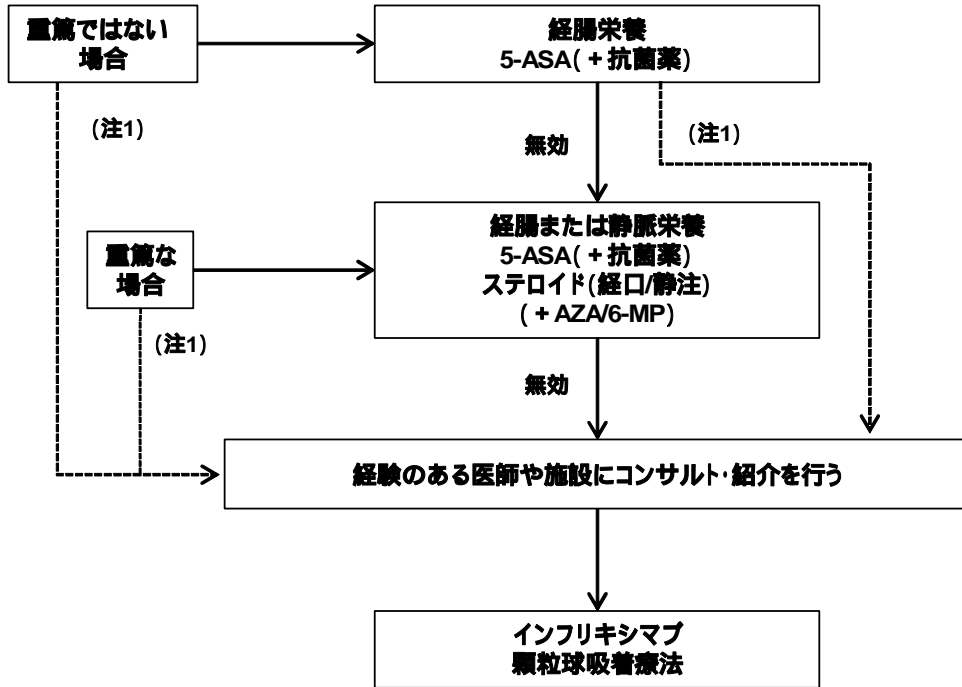 重篤ではない
場合
経腸栄養
5-ASA( + 抗菌薬)
(注1)
無効
(注1)
経腸または静脈栄養
5-ASA( + 抗菌薬)
ステロイド(経口/静注)
( + AZA/6-MP)
重篤な
場合
(注1)
無効
経験のある医師や施設にコンサルト・紹介を行う
インフリキシマブ
顆粒球吸着療法